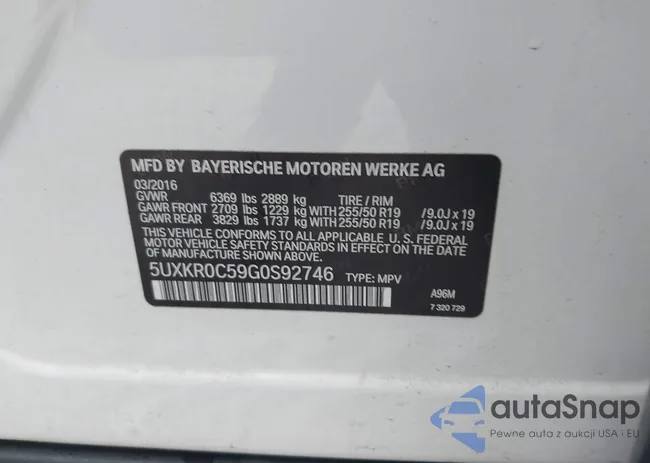 MFD BY BAYERISCHE MOTOREN WERKE AG
03/2016
GVWR 6369 lbs 2889 kg TIRE / RIM
GAWR FRONT 2709 lbs 1229 kg WITH 255/50 R19 /9.0J x 19
GAWR REAR 3829 lbs 1737 kg WITH 255/50 R19 /9.0J x 19
THIS VEHICLE CONFORMS TO ALL APPLICABLE
FEDERAL MOTOR VEHICLE SAFETY STANDARDS IN EFFECT ON THE DATE
OF MANUFACTURE SHOWN ABOVE.
5UXKR0C59G0S92746 TYPE: MPV
A96M
7 320 729
autaSnap
Pewne auta z aukcji USA i EU